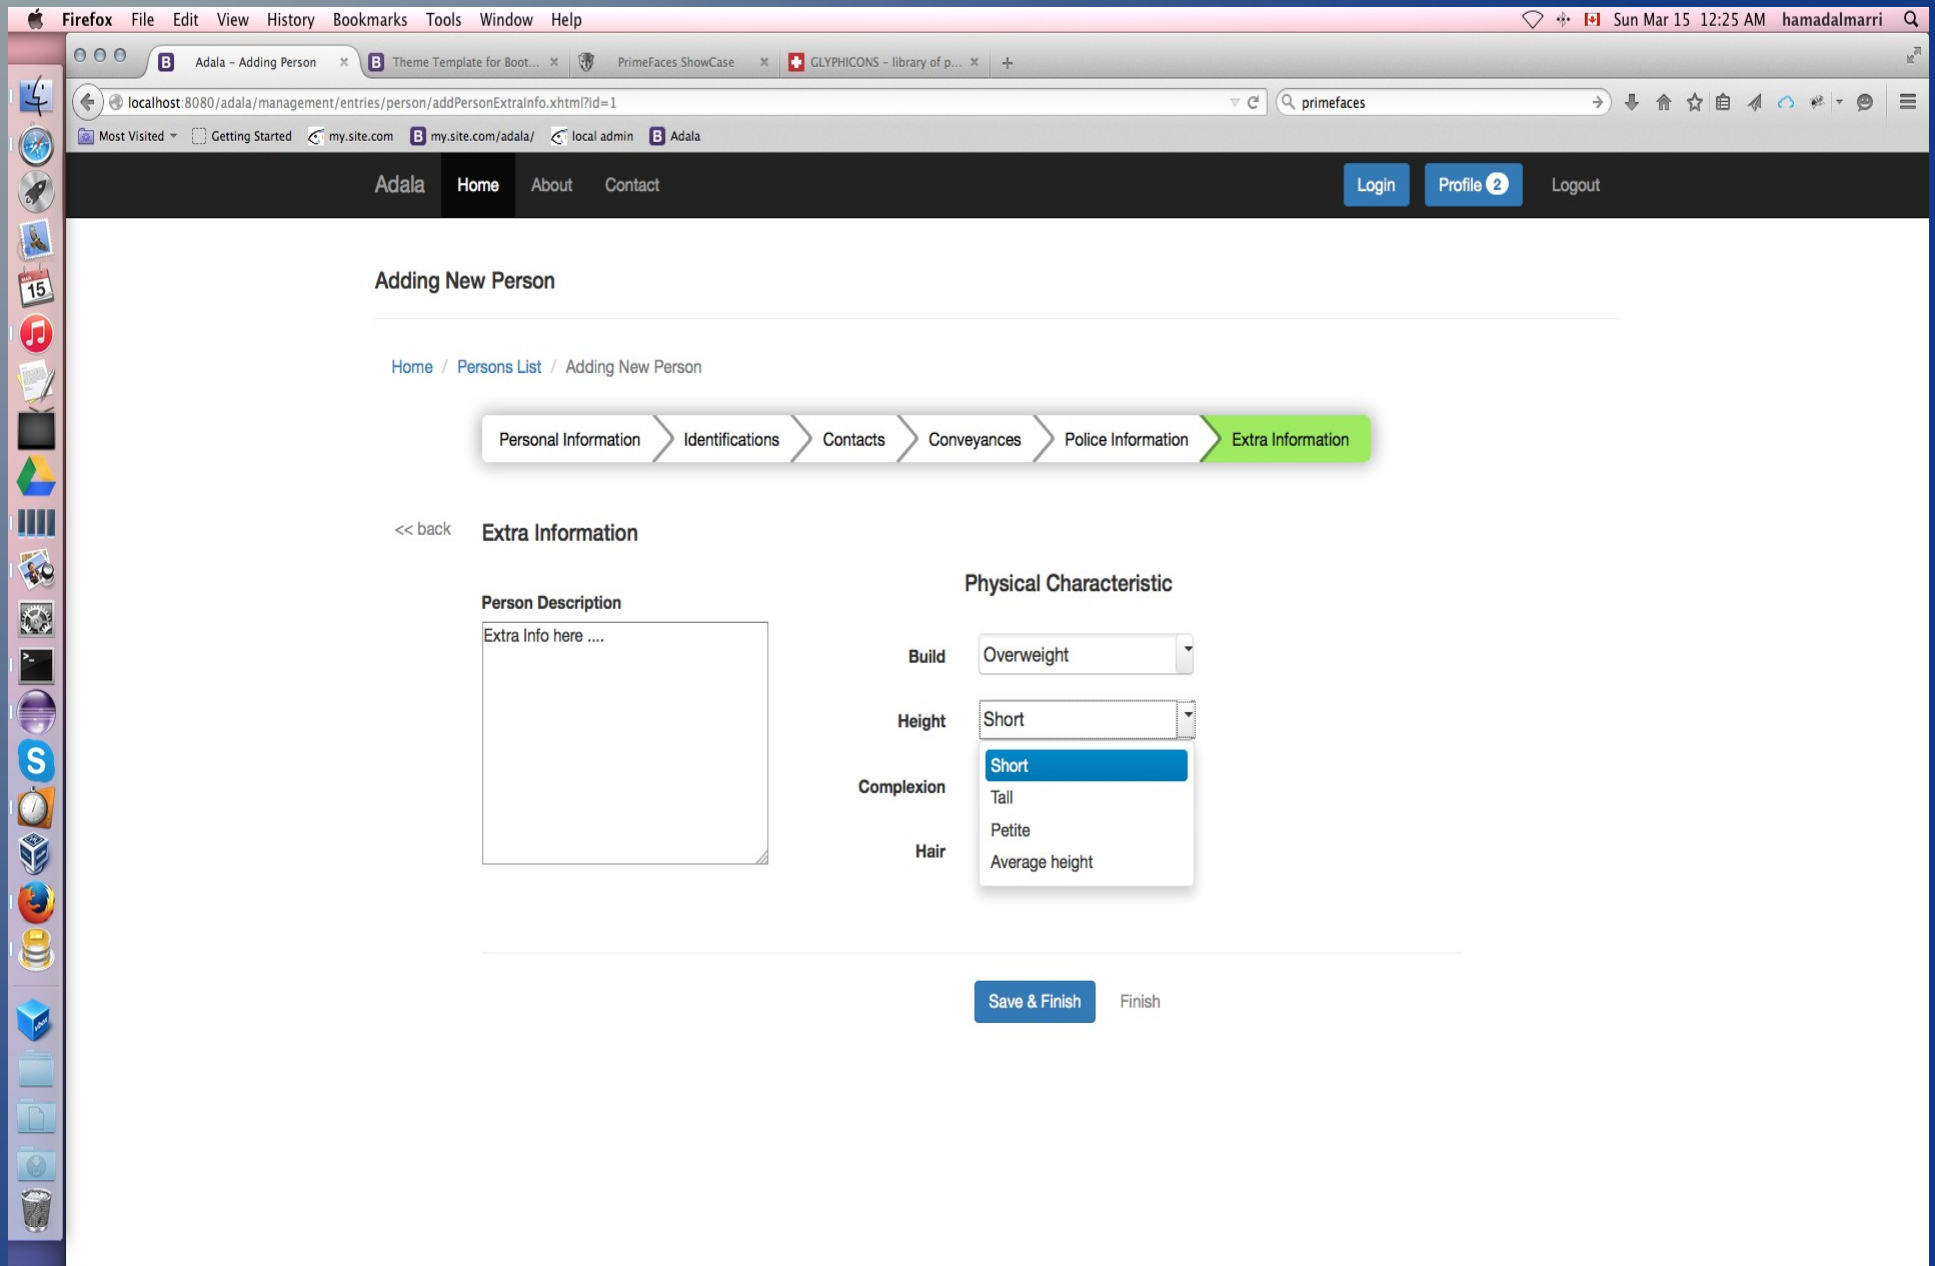 Firefox File Edit View History Bookmarks Tools Window Help Sun Mar 15 12:25 AM hamadalmarri
Adala - Adding Person Theme Template for Boot... PrimeFaces ShowCase GLYPHICONS - library of p...
localhost:8080/adala/management/entries/person/addPersonExtraInfo.xhtml?id=1 primefaces
Most Visited Getting Started my.site.com my.site.com/adala/ local admin Adala
Adala Home About Contact Login Profile 2 Logout
Adding New Person
Home / Persons List / Adding New Person
Personal Information Identifications Contacts Conveyances Police Information Extra Information
<< back Extra Information
Physical Characteristic
Person Description
Extra Info here ....
Build Overweight
Height Short
Short
Complexion
Tall
Petite
Hair
Average height
Save & Finish Finish
15
vbox